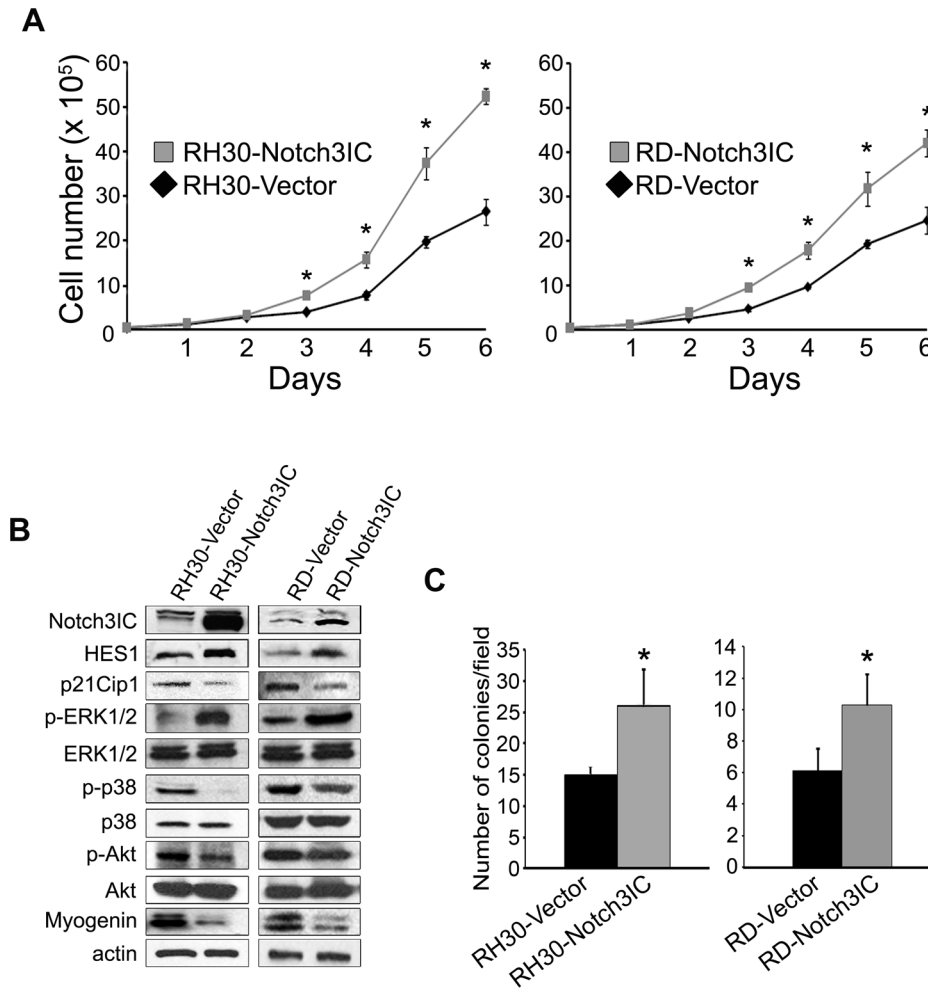 A
60
50
40
30
20
10
0
Cell number (x 10⁵)
RH30-Notch3IC
RH30-Vector
*
*
*
*
1 2 3 4 5 6
Days
60
50
40
30
20
10
0
RD-Notch3IC
RD-Vector
*
*
*
*
1 2 3 4 5 6
Days
B
RH30-Vector
RH30-Notch3IC
RD-Vector
RD-Notch3IC
Notch3IC
HES1
p21Cip1
p-ERK1/2
ERK1/2
p-p38
p38
p-Akt
Akt
Myogenin
actin
C
Number of colonies/field
35
30
25
20
15
10
5
0
*
RH30-Vector
RH30-Notch3IC
14
12
10
8
6
4
2
0
*
RD-Vector
RD-Notch3IC